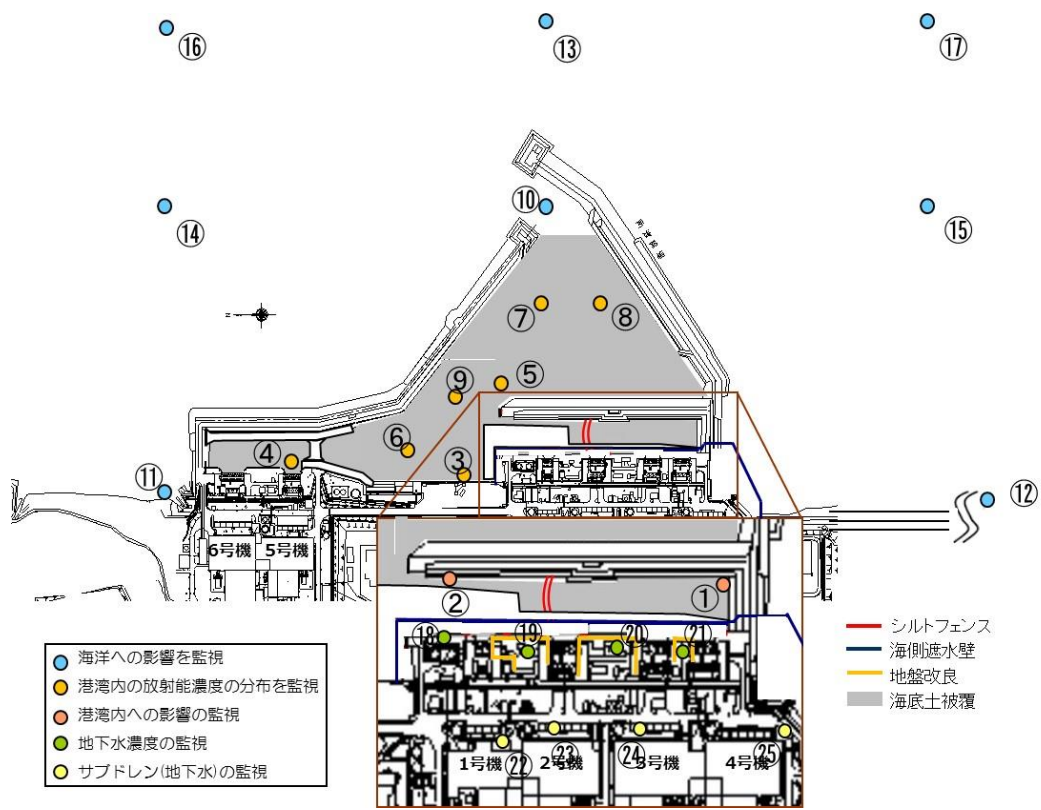 ⑯
⑬
⑰
⑭
⑩
⑮
⑦
⑧
⑤
⑨
⑥
④
③
⑪
⑫
6号機
5号機
②
①
⑱
⑲
⑳
㉑
1号機
㉒
㉓
2号機
㉔
3号機
㉕
4号機
海洋への影響を監視
港湾内の放射能濃度の分布を監視
港湾内への影響の監視
地下水濃度の監視
サブドレン(地下水)の監視
シルトフェンス
海側遮水壁
地盤改良
海底土被覆